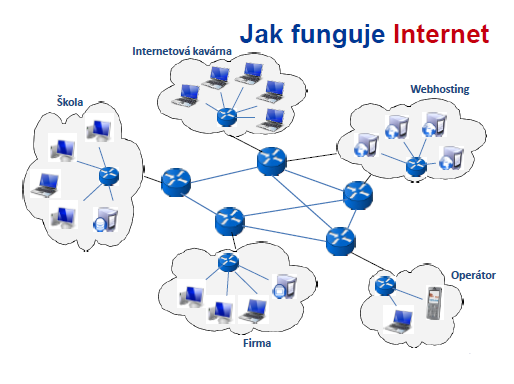 Jak funguje Internet
Internetová kavárna
Webhosting
Škola
Operátor
Firma